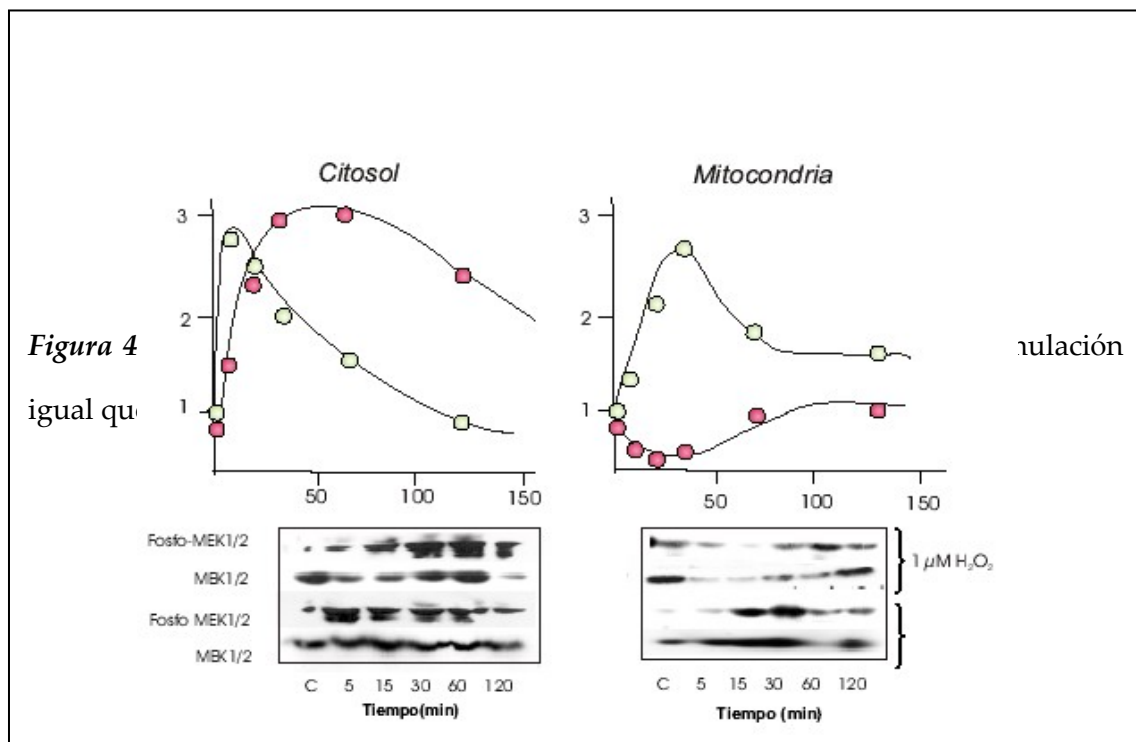 Citosol
Mitocondria
3
2
1
50
100
150
3
2
1
50
100
150
Figura 4
nulación
igual que
Fosfo-MEK1/2
MEK1/2
Fosfo MEK1/2
MEK1/2
1 µM H₂O₂
C 5 15 30 60 120
Tiempo(min)
C 5 15 30 60 120
Tiempo (min)